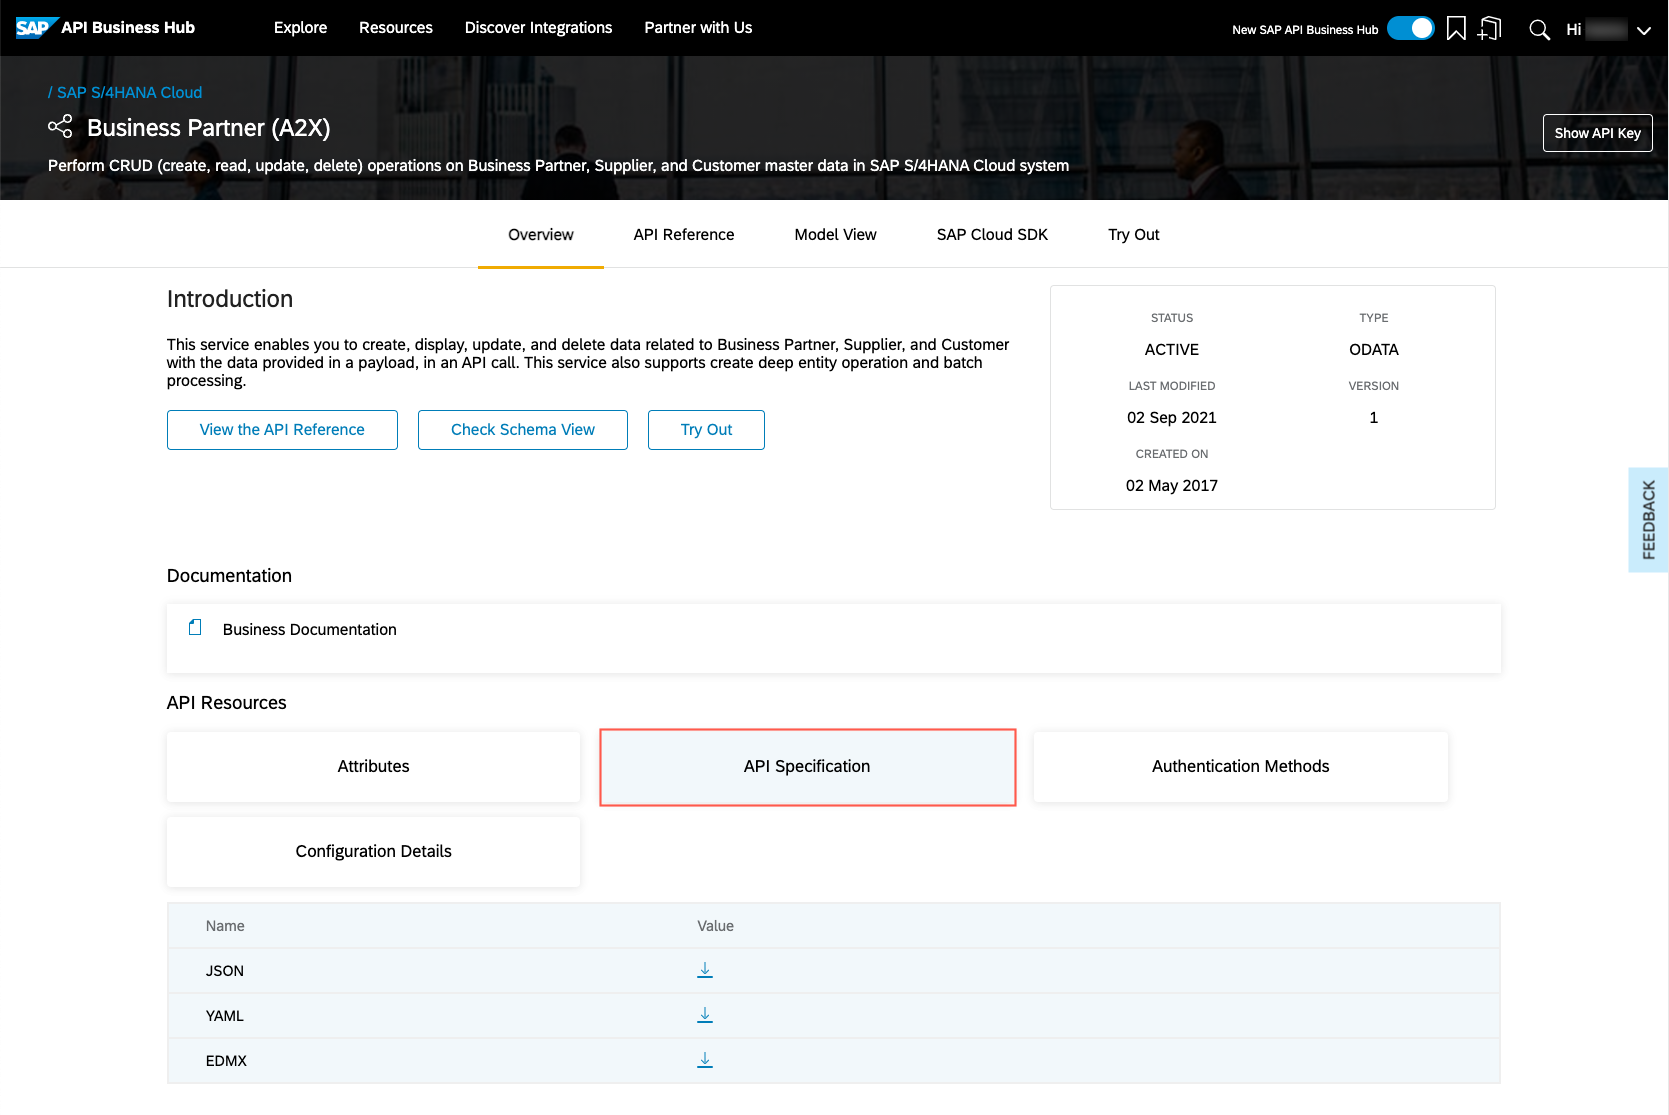 SAP API Business Hub
Explore
Resources
Discover Integrations
Partner with Us
New SAP API Business Hub
Hi
/ SAP S/4HANA Cloud
Business Partner (A2X)
Show API Key
Perform CRUD (create, read, update, delete) operations on Business Partner, Supplier, and Customer master data in SAP S/4HANA Cloud system
Overview
API Reference
Model View
SAP Cloud SDK
Try Out
Introduction
This service enables you to create, display, update, and delete data related to Business Partner, Supplier, and Customer
with the data provided in a payload, in an API call. This service also supports create deep entity operation and batch
processing.
View the API Reference
Check Schema View
Try Out
STATUS
TYPE
ACTIVE
ODATA
LAST MODIFIED
VERSION
02 Sep 2021
1
CREATED ON
02 May 2017
FEEDBACK
Documentation
Business Documentation
API Resources
Attributes
API Specification
Authentication Methods
Configuration Details
Name
Value
JSON
YAML
EDMX